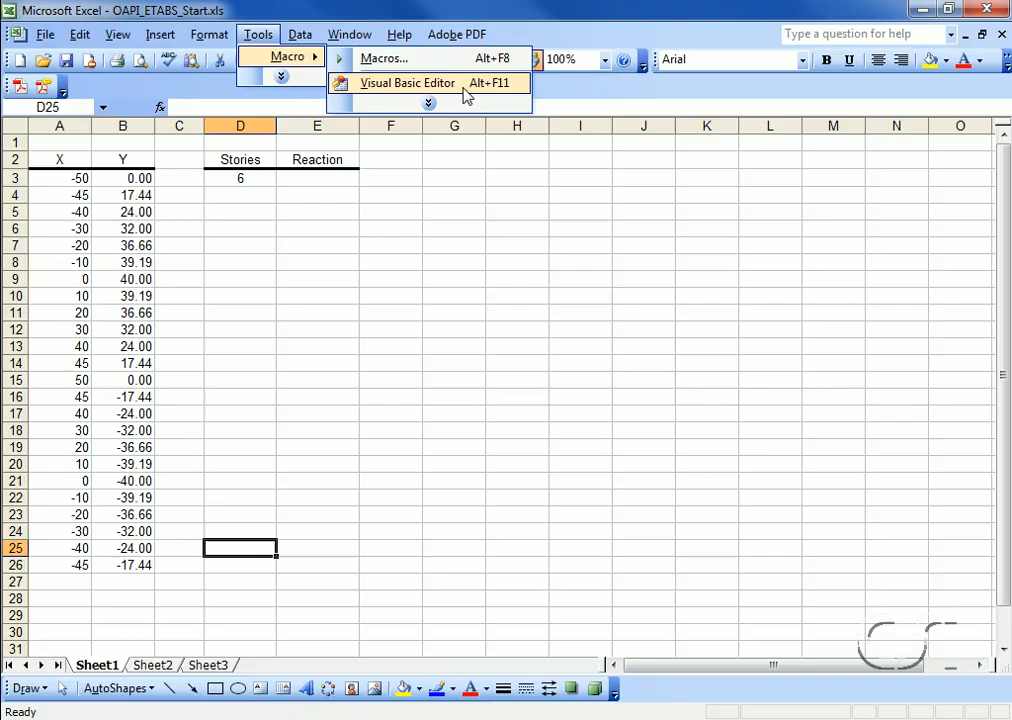 Microsoft Excel - OAPI_ETABS_Start.xls
File Edit View Insert Format Tools Data Window Help Adobe PDF Type a question for help
Macro Macros... Alt+F8 100% Arial B U
Visual Basic Editor Alt+F11
D25 fx
A B C D E F G H I J K L M N O
1
2 X Y Stories Reaction
3 -50 0.00 6
4 -45 17.44
5 -40 24.00
6 -30 32.00
7 -20 36.66
8 -10 39.19
9 0 40.00
10 10 39.19
11 20 36.66
12 30 32.00
13 40 24.00
14 45 17.44
15 50 0.00
16 45 -17.44
17 40 -24.00
18 30 -32.00
19 20 -36.66
20 10 -39.19
21 0 -40.00
22 -10 -39.19
23 -20 -36.66
24 -30 -32.00
25 -40 -24.00
26 -45 -17.44
27
28
29
30
31
Sheet1 Sheet2 Sheet3
Draw AutoShapes A
Ready